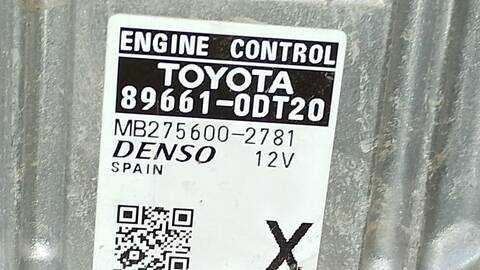 ENGINE CONTROL
TOYOTA
89661-0DT20
MB275600-2781
DENSO 12V
SPAIN
X